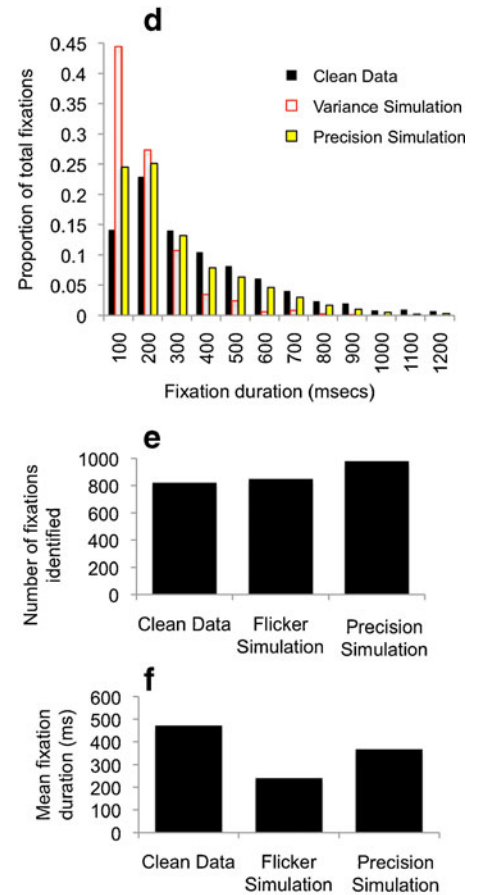 d
Proportion of total fixations
0.45
0.4
0.35
0.3
0.25
0.2
0.15
0.1
0.05
0
Clean Data
Variance Simulation
Precision Simulation
100 200 300 400 500 600 700 800 900 1000 1100 1200
Fixation duration (msecs)
e
Number of fixations
identified
1000
800
600
400
200
0
Clean Data Flicker Precision
Simulation Simulation
f
Mean fixation
duration (ms)
600
500
400
300
200
100
0
Clean Data Flicker Precision
Simulation Simulation